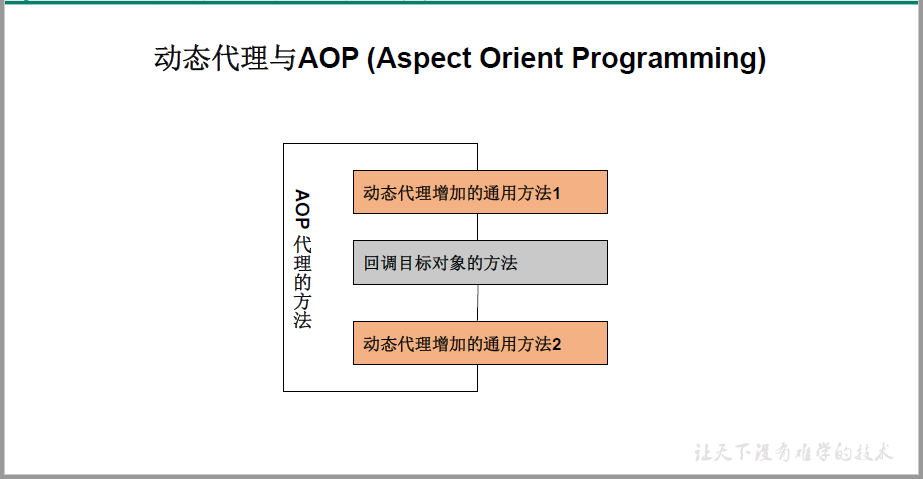 动态代理与AOP (Aspect Orient Programming)
动态代理增加的通用方法1
AOP 代理的方法
回调目标对象的方法
动态代理增加的通用方法2
让天下没有难学的技术